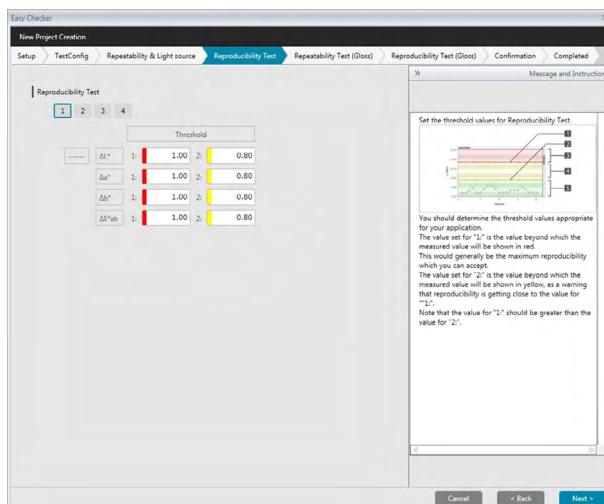 Easy Checker
New Project Creation
Setup TestConfig Repeatability & Light source Reproducibility Test Repeatability Test (Gloss) Reproducibility Test (Gloss) Confirmation Completed
» Message and Instruction
Reproducibility Test
1 2 3 4
Threshold
------ ΔL* 1: 1.00 2: 0.80
Δa* 1: 1.00 2: 0.80
Δb* 1: 1.00 2: 0.80
ΔE*ab 1: 1.00 2: 0.80
Set the threshold values for Reproducibility Test.
1
2
3
4
5
You should determine the threshold values appropriate
for your application.
The value set for "1:" is the value beyond which the
measured value will be shown in red.
This would generally be the maximum reproducibility
which you can accept.
The value set for "2:" is the value beyond which the
measured value will be shown in yellow, as a warning
that reproducibility is getting close to the value for
""1:".
Note that the value for "1:" should be greater than the
value for "2:".
Cancel < Back Next >